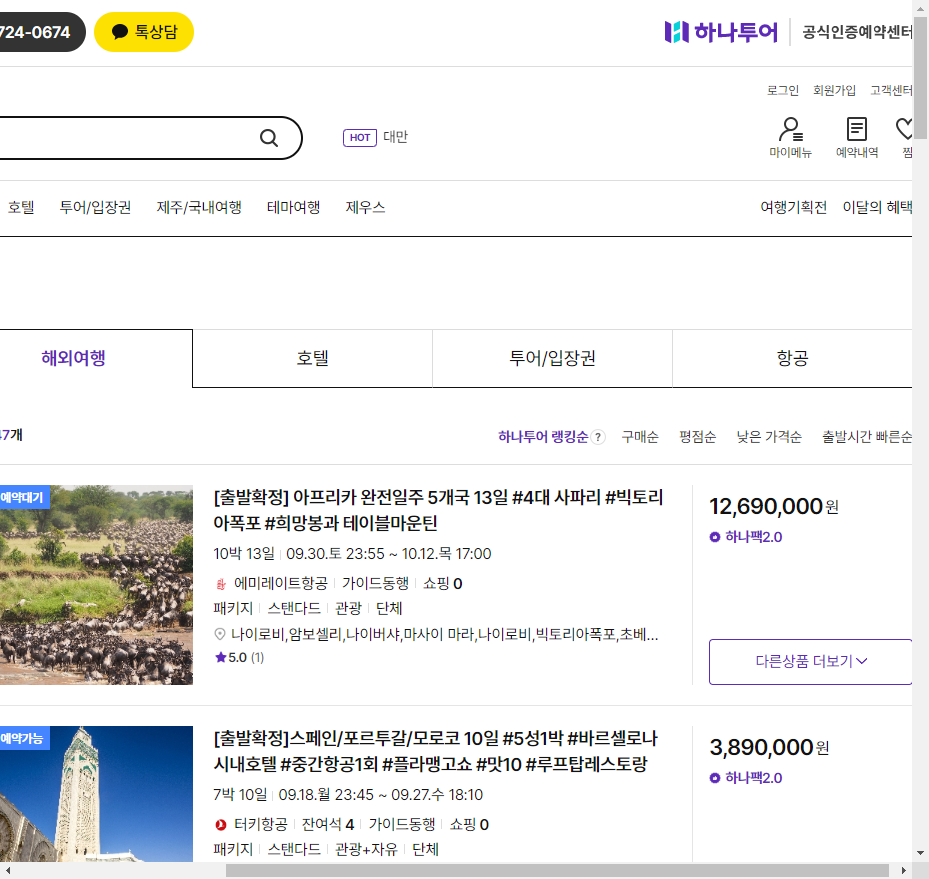 724-0674
톡상담
하나투어
공식인증예약센터
로그인 회원가입 고객센터
HOT 대만
마이메뉴 예약내역 찜
호텔 투어/입장권 제주/국내여행 테마여행 제우스
여행기획전 이달의 혜택
해외여행 호텔 투어/입장권 항공
47개
하나투어 랭킹순 ? 구매순 평점순 낮은 가격순 출발시간 빠른순
예약대기
[출발확정] 아프리카 완전일주 5개국 13일 #4대 사파리 #빅토리
아폭포 #희망봉과 테이블마운틴
10박 13일 09.30.토 23:55 ~ 10.12.목 17:00
에미레이트항공 가이드동행 쇼핑 0
패키지 스탠다드 관광 단체
나이로비,암보셀리,나이버샤,마사이 마라,나이로비,빅토리아폭포,초베...
5.0 (1)
12,690,000원
하나팩2.0
다른상품 더보기
예약가능
[출발확정]스페인/포르투갈/모로코 10일 #5성1박 #바르셀로나
시내호텔 #중간항공1회 #플라맹고쇼 #맛10 #루프탑레스토랑
7박 10일 09.18.월 23:45 ~ 09.27.수 18:10
터키항공 잔여석 4 가이드동행 쇼핑 0
패키지 스탠다드 관광+자유 단체
3,890,000원
하나팩2.0